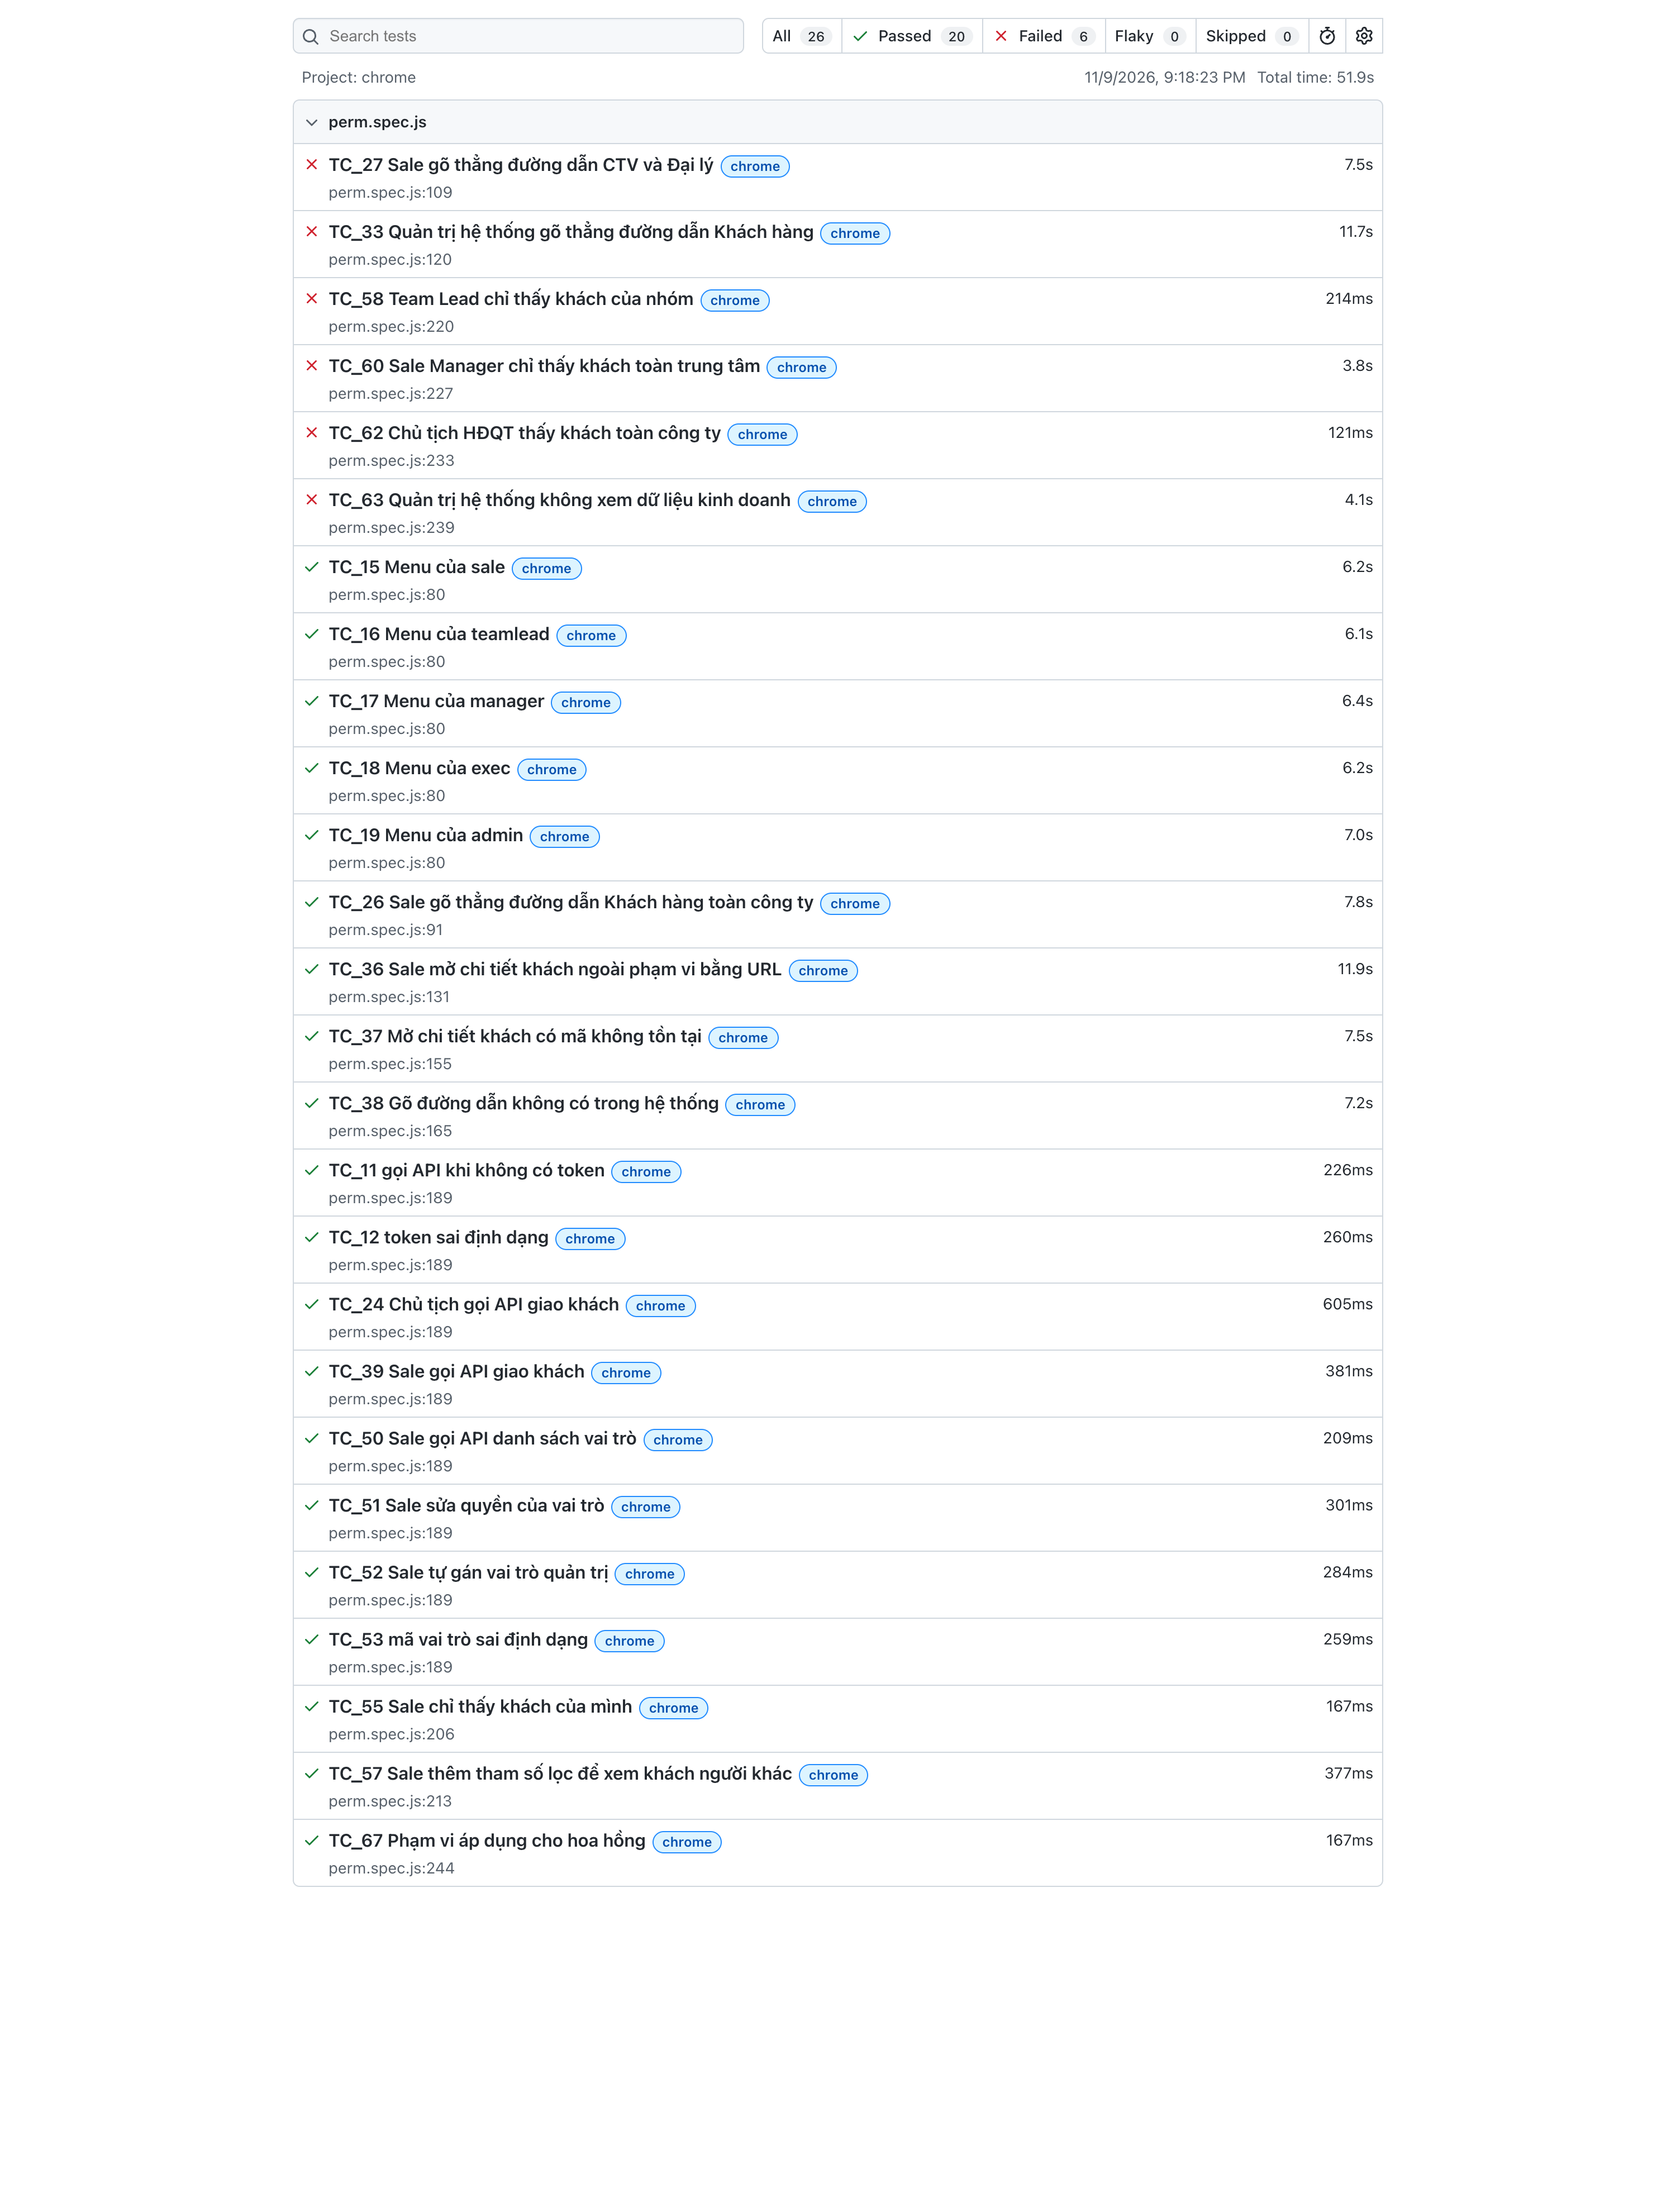 Search tests
All 26 Passed 20 Failed 6 Flaky 0 Skipped 0
Project: chrome 11/9/2026, 9:18:23 PM Total time: 51.9s
perm.spec.js
TC_27 Sale gõ thẳng đường dẫn CTV và Đại lý chrome 7.5s
perm.spec.js:109
TC_33 Quản trị hệ thống gõ thẳng đường dẫn Khách hàng chrome 11.7s
perm.spec.js:120
TC_58 Team Lead chỉ thấy khách của nhóm chrome 214ms
perm.spec.js:220
TC_60 Sale Manager chỉ thấy khách toàn trung tâm chrome 3.8s
perm.spec.js:227
TC_62 Chủ tịch HĐQT thấy khách toàn công ty chrome 121ms
perm.spec.js:233
TC_63 Quản trị hệ thống không xem dữ liệu kinh doanh chrome 4.1s
perm.spec.js:239
TC_15 Menu của sale chrome 6.2s
perm.spec.js:80
TC_16 Menu của teamlead chrome 6.1s
perm.spec.js:80
TC_17 Menu của manager chrome 6.4s
perm.spec.js:80
TC_18 Menu của exec chrome 6.2s
perm.spec.js:80
TC_19 Menu của admin chrome 7.0s
perm.spec.js:80
TC_26 Sale gõ thẳng đường dẫn Khách hàng toàn công ty chrome 7.8s
perm.spec.js:91
TC_36 Sale mở chi tiết khách ngoài phạm vi bằng URL chrome 11.9s
perm.spec.js:131
TC_37 Mở chi tiết khách có mã không tồn tại chrome 7.5s
perm.spec.js:155
TC_38 Gõ đường dẫn không có trong hệ thống chrome 7.2s
perm.spec.js:165
TC_11 gọi API khi không có token chrome 226ms
perm.spec.js:189
TC_12 token sai định dạng chrome 260ms
perm.spec.js:189
TC_24 Chủ tịch gọi API giao khách chrome 605ms
perm.spec.js:189
TC_39 Sale gọi API giao khách chrome 381ms
perm.spec.js:189
TC_50 Sale gọi API danh sách vai trò chrome 209ms
perm.spec.js:189
TC_51 Sale sửa quyền của vai trò chrome 301ms
perm.spec.js:189
TC_52 Sale tự gán vai trò quản trị chrome 284ms
perm.spec.js:189
TC_53 mã vai trò sai định dạng chrome 259ms
perm.spec.js:189
TC_55 Sale chỉ thấy khách của mình chrome 167ms
perm.spec.js:206
TC_57 Sale thêm tham số lọc để xem khách người khác chrome 377ms
perm.spec.js:213
TC_67 Phạm vi áp dụng cho hoa hồng chrome 167ms
perm.spec.js:244